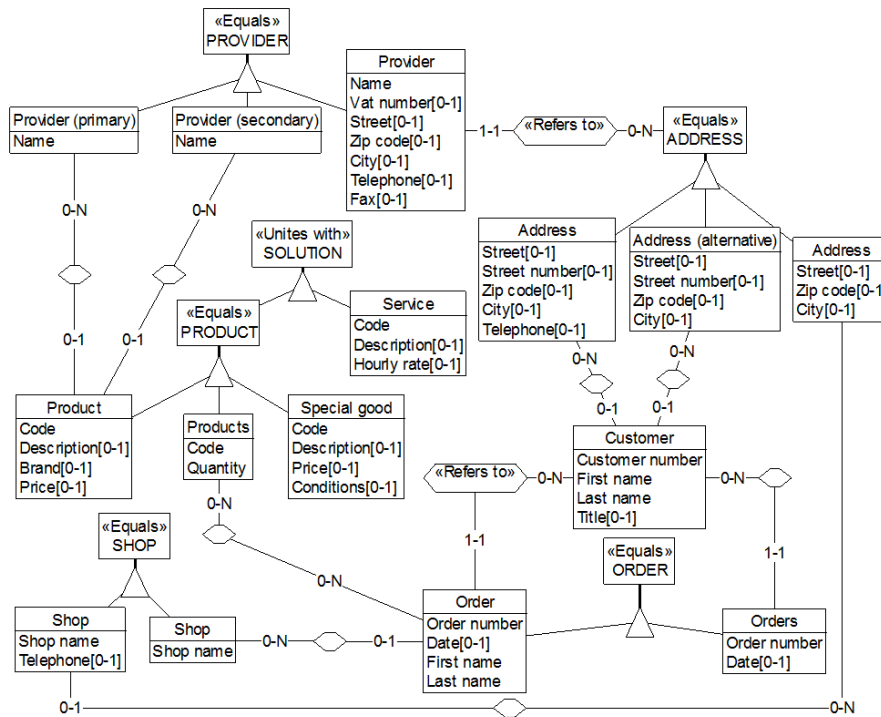 «Equals»
PROVIDER
Provider
Name
Vat number[0-1]
Street[0-1]
Zip code[0-1]
City[0-1]
Telephone[0-1]
Fax[0-1]
Provider (primary)
Name
Provider (secondary)
Name
1-1
«Refers to»
0-N
«Equals»
ADDRESS
0-N
0-N
0-1
0-1
«Unites with»
SOLUTION
«Equals»
PRODUCT
Service
Code
Description[0-1]
Hourly rate[0-1]
Address
Street[0-1]
Street number[0-1]
Zip code[0-1]
City[0-1]
Telephone[0-1]
Address (alternative)
Street[0-1]
Street number[0-1]
Zip code[0-1]
City[0-1]
Address
Street[0-1]
Zip code[0-1]
City[0-1]
0-N
0-N
0-1
0-1
Product
Code
Description[0-1]
Brand[0-1]
Price[0-1]
Products
Code
Quantity
Special good
Code
Description[0-1]
Price[0-1]
Conditions[0-1]
Customer
Customer number
First name
Last name
Title[0-1]
«Refers to»
0-N
0-N
0-N
0-N
1-1
1-1
«Equals»
SHOP
«Equals»
ORDER
Shop
Shop name
Telephone[0-1]
Shop
Shop name
0-N
0-1
Order
Order number
Date[0-1]
First name
Last name
Orders
Order number
Date[0-1]
0-1
0-N